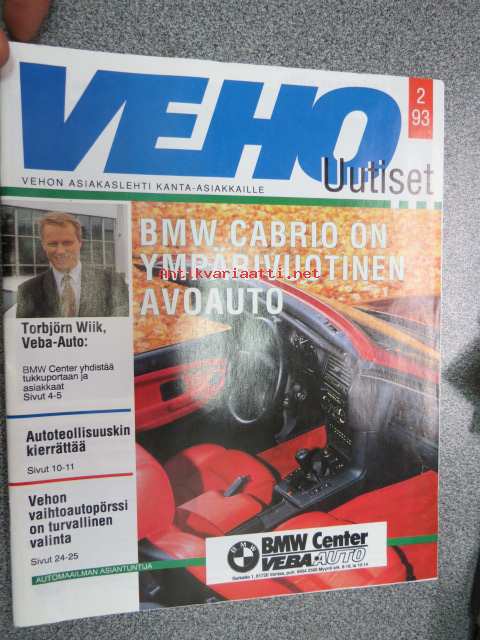 VEHO
Uutiset
2
93
VEHON ASIAKASLEHTI KANTA-ASIAKKAILLE
BMW CABRIO ON
YMPÄRIVUOTINEN
AVOAUTO
Antikvariaatti.net
Torbjörn Wiik,
Veba-Auto:
BMW Center yhdistää
tukkuportaan ja
asiakkaat
Sivut 4-5
Autoteollisuuskin
kierrättää
Sivut 10-11
Vehon
vaihtoautopörssi
on turvallinen
valinta
Sivut 24-25
AUTOMAAILMAN ASIANTUNTIJA
BMW
BMW Center
VEBA-AUTO